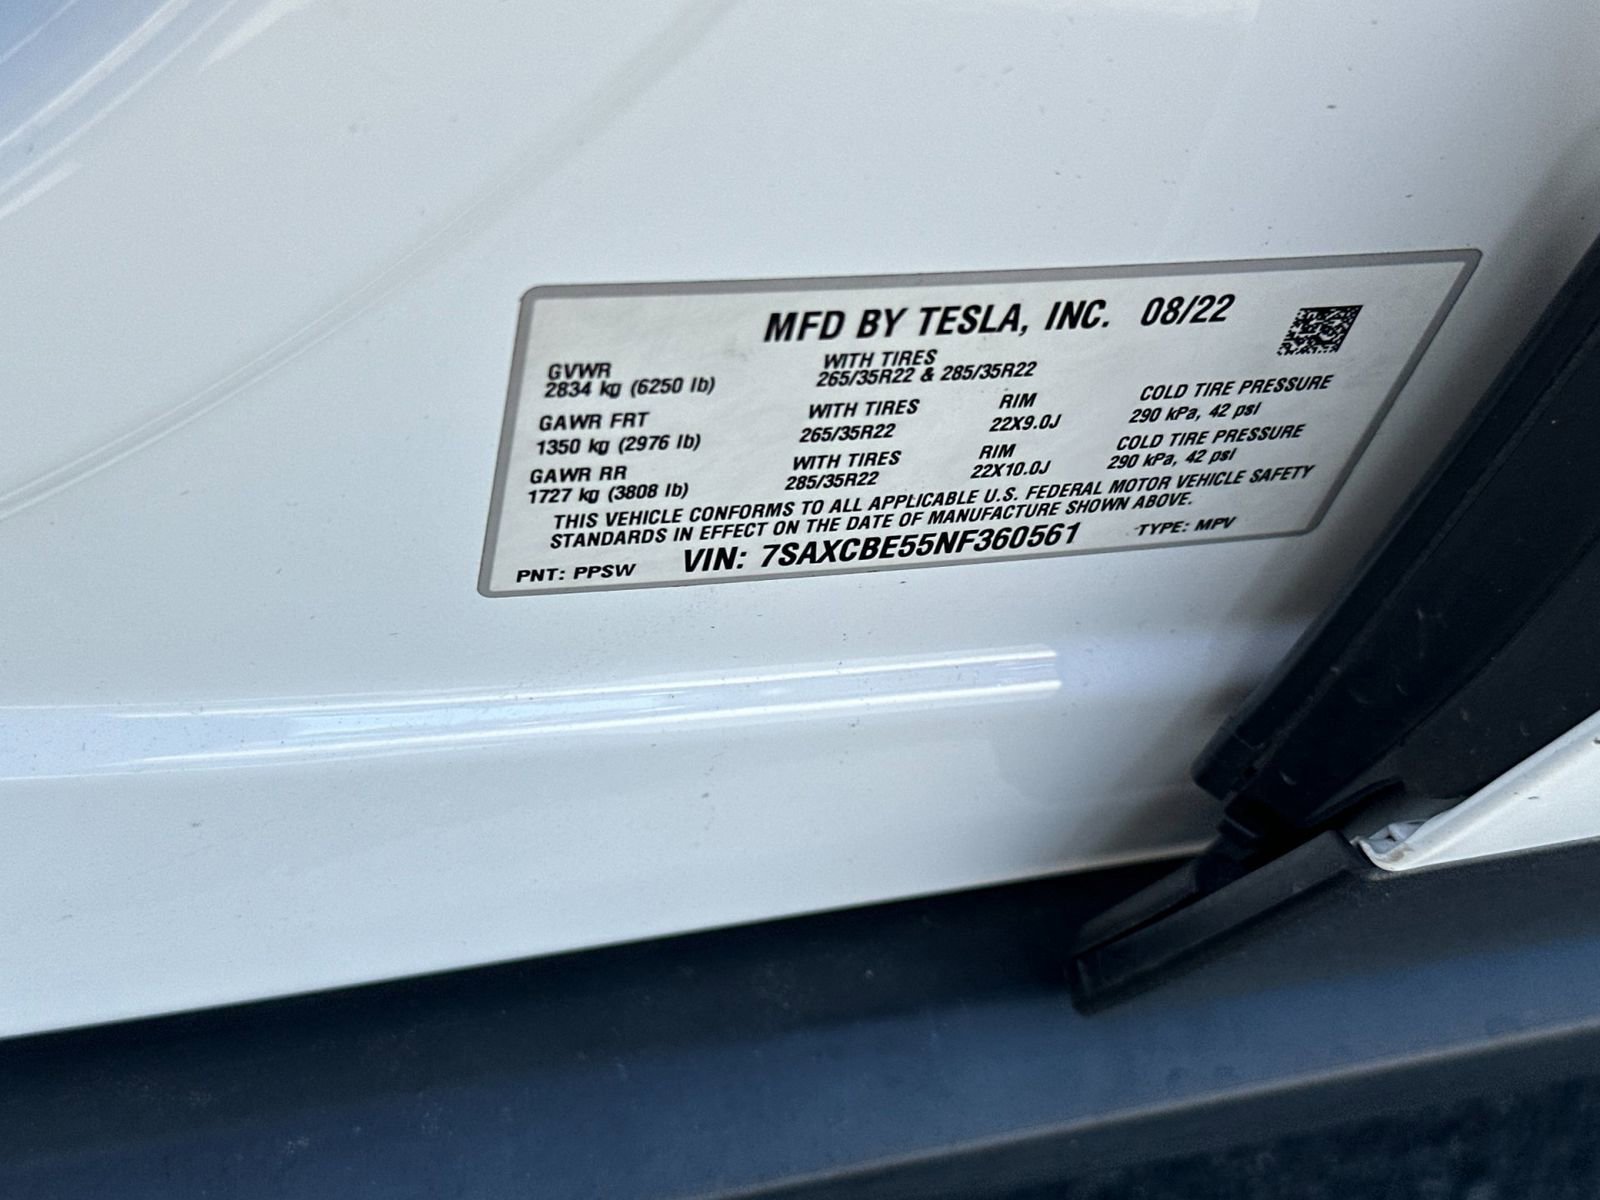 MFD BY TESLA, INC. 08/22
GVWR
2834 kg (6250 lb)
WITH TIRES
265/35R22 & 285/35R22
GAWR FRT
1350 kg (2976 lb)
WITH TIRES
265/35R22
RIM
22X9.0J
COLD TIRE PRESSURE
290 kPa, 42 psi
GAWR RR
1727 kg (3808 lb)
WITH TIRES
285/35R22
RIM
22X10.0J
COLD TIRE PRESSURE
290 kPa, 42 psi
THIS VEHICLE CONFORMS TO ALL APPLICABLE U.S. FEDERAL MOTOR VEHICLE SAFETY
STANDARDS IN EFFECT ON THE DATE OF MANUFACTURE SHOWN ABOVE.
PNT: PPSW VIN: 7SAXCBE55NF360561 TYPE: MPV